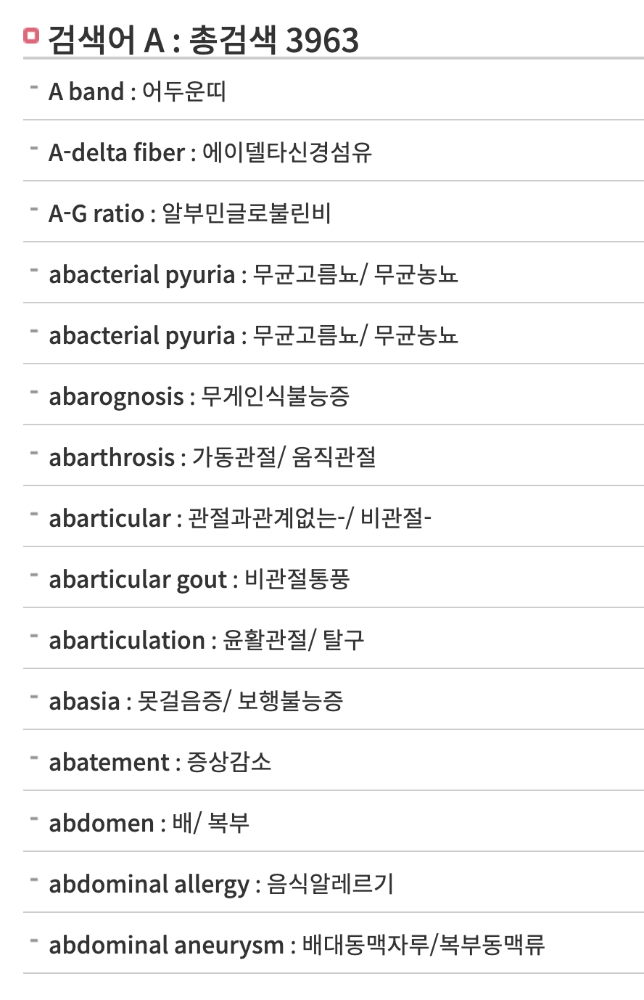 검색어 A : 총검색 3963
- A band : 어두운띠
- A-delta fiber : 에이델타신경섬유
- A-G ratio : 알부민글로불린비
- abacterial pyuria : 무균고름뇨/ 무균농뇨
- abacterial pyuria : 무균고름뇨/ 무균농뇨
- abarognosis : 무게인식불능증
- abarthrosis : 가동관절/ 움직관절
- abarticular : 관절과관계없는-/ 비관절-
- abarticular gout : 비관절통풍
- abarticulation : 윤활관절/ 탈구
- abasia : 못걸음증/ 보행불능증
- abatement : 증상감소
- abdomen : 배/ 복부
- abdominal allergy : 음식알레르기
- abdominal aneurysm : 배대동맥자루/복부동맥류